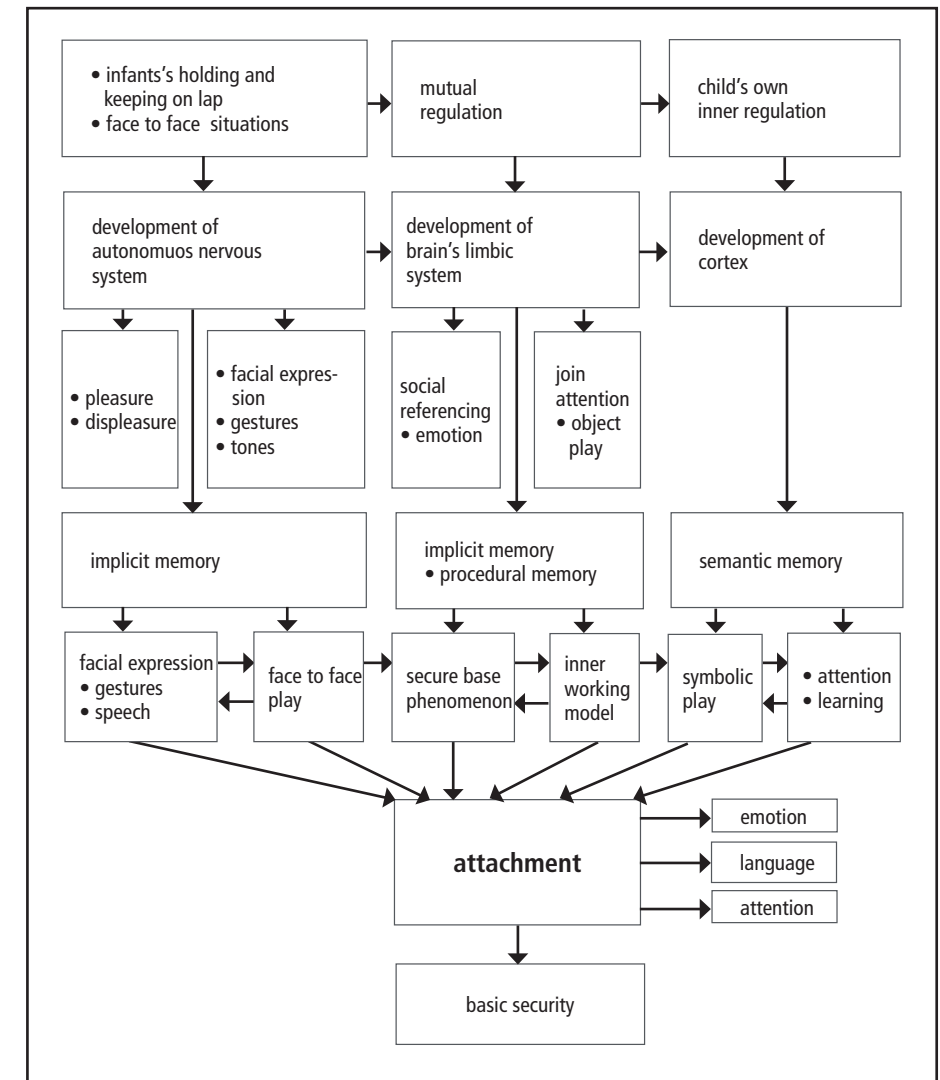 • infants's holding and
keeping on lap
• face to face situations
mutual
regulation
child's own
inner regulation
development of
autonomuos nervous
system
development of
brain's limbic
system
development of
cortex
• pleasure
• displeasure
• facial expres-
sion
• gestures
• tones
social
referencing
• emotion
join
attention
• object
play
implicit memory
implicit memory
• procedural memory
semantic memory
facial expression
• gestures
• speech
face to face
play
secure base
phenomenon
inner
working
model
symbolic
play
• attention
• learning
attachment
emotion
language
attention
basic security